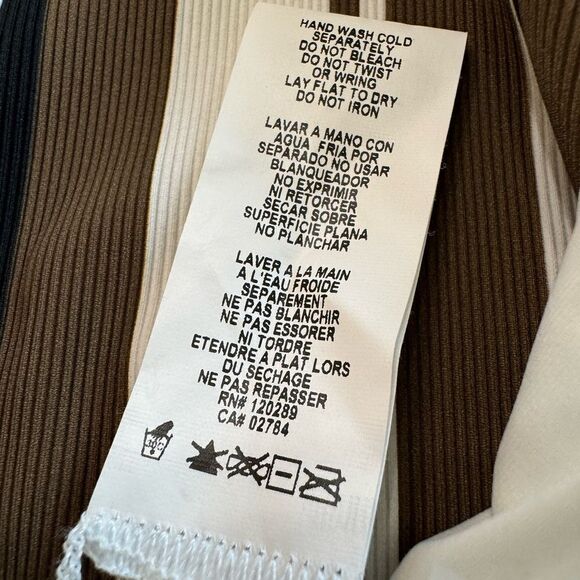 HAND WASH COLD
SEPARATELY
DO NOT BLEACH
DO NOT TWIST
OR WRING
LAY FLAT TO DRY
DO NOT IRON
LAVAR A MANO CON
AGUA FRIA POR
SEPARADO NO USAR
BLANQUEADOR
NO EXPRIMIR
NI RETORCER
SECAR SOBRE
SUPERFICIE PLANA
NO PLANCHAR
LAVER A LA MAIN
A L'EAU FROIDE
SEPAREMENT
NE PAS BLANCHIR
NE PAS ESSORER
NI TORDRE
ETENDRE A PLAT LORS
DU SECHAGE
NE PAS REPASSER
RN# 120289
CA# 02784